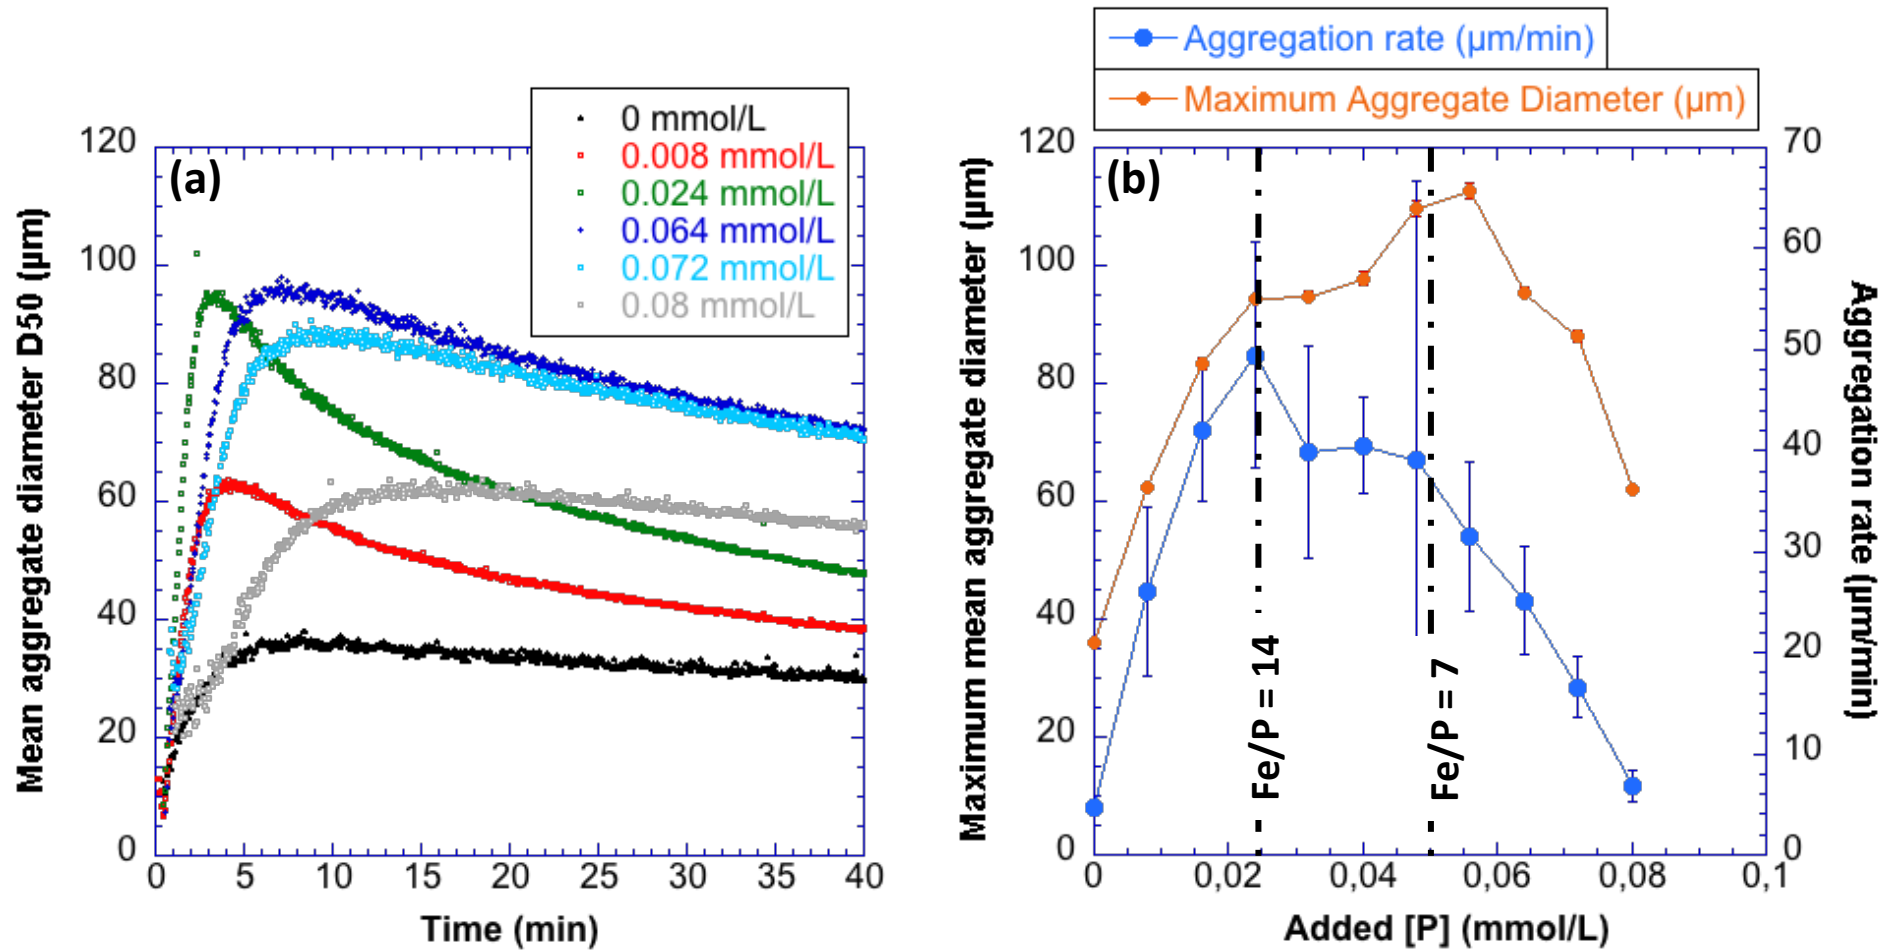 0 mmol/L
0.008 mmol/L
0.024 mmol/L
0.064 mmol/L
0.072 mmol/L
0.08 mmol/L
(a)
Mean aggregate diameter D50 (µm)
120
100
80
60
40
20
0
0 5 10 15 20 25 30 35 40
Time (min)
Aggregation rate (µm/min)
Maximum Aggregate Diameter (µm)
(b)
Maximum mean aggregate diameter (µm)
120
100
80
60
40
20
0
Fe/P = 14
Fe/P = 7
70
60
50
40
30
20
10
0
Aggregation rate (µm/min)
0 0,02 0,04 0,06 0,08 0,1
Added [P] (mmol/L)